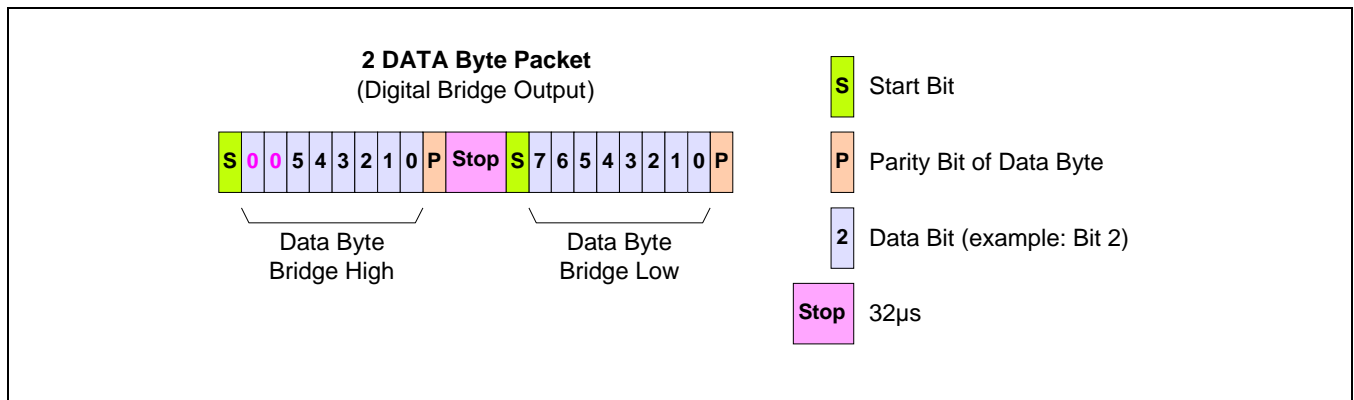 2 DATA Byte Packet
(Digital Bridge Output)
S 0 0 5 4 3 2 1 0 P Stop S 7 6 5 4 3 2 1 0 P
Data Byte
Bridge High
Data Byte
Bridge Low
S Start Bit
P Parity Bit of Data Byte
2 Data Bit (example: Bit 2)
Stop 32µs